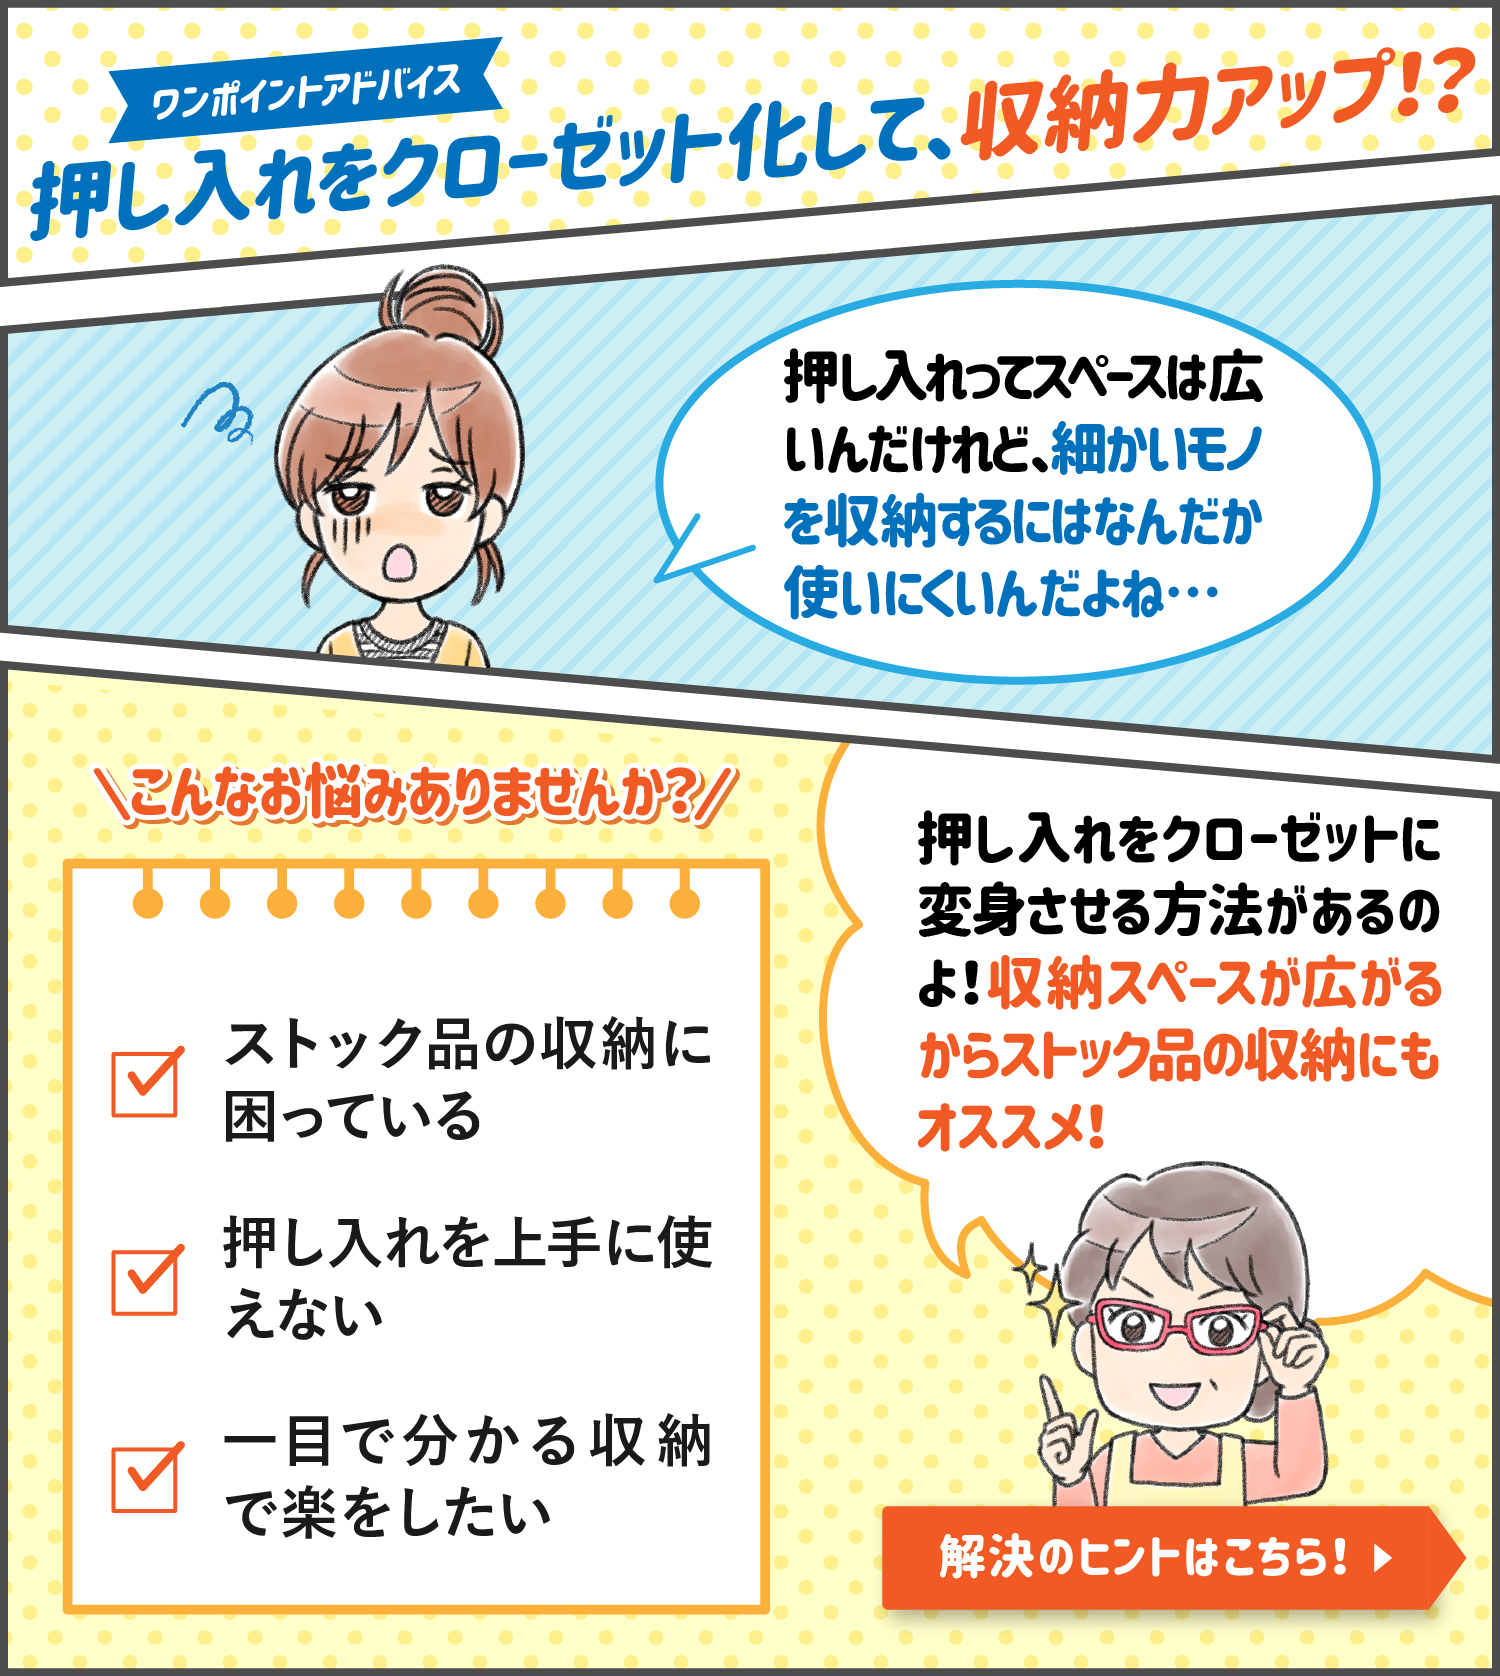 ワンポイントアドバイス
押し入れをクローゼット化して、収納力アップ！？
押し入れってスペースは広
いんだけれど、細かいモノ
を収納するにはなんだか
使いにくいんだよね…
こんなお悩みありませんか？
ストック品の収納に
困っている
押し入れを上手に使
えない
一目で分かる収納
で楽をしたい
押し入れをクローゼットに
変身させる方法があるの
よ！収納スペースが広がる
からストック品の収納にも
オススメ！
解決のヒントはこちら！